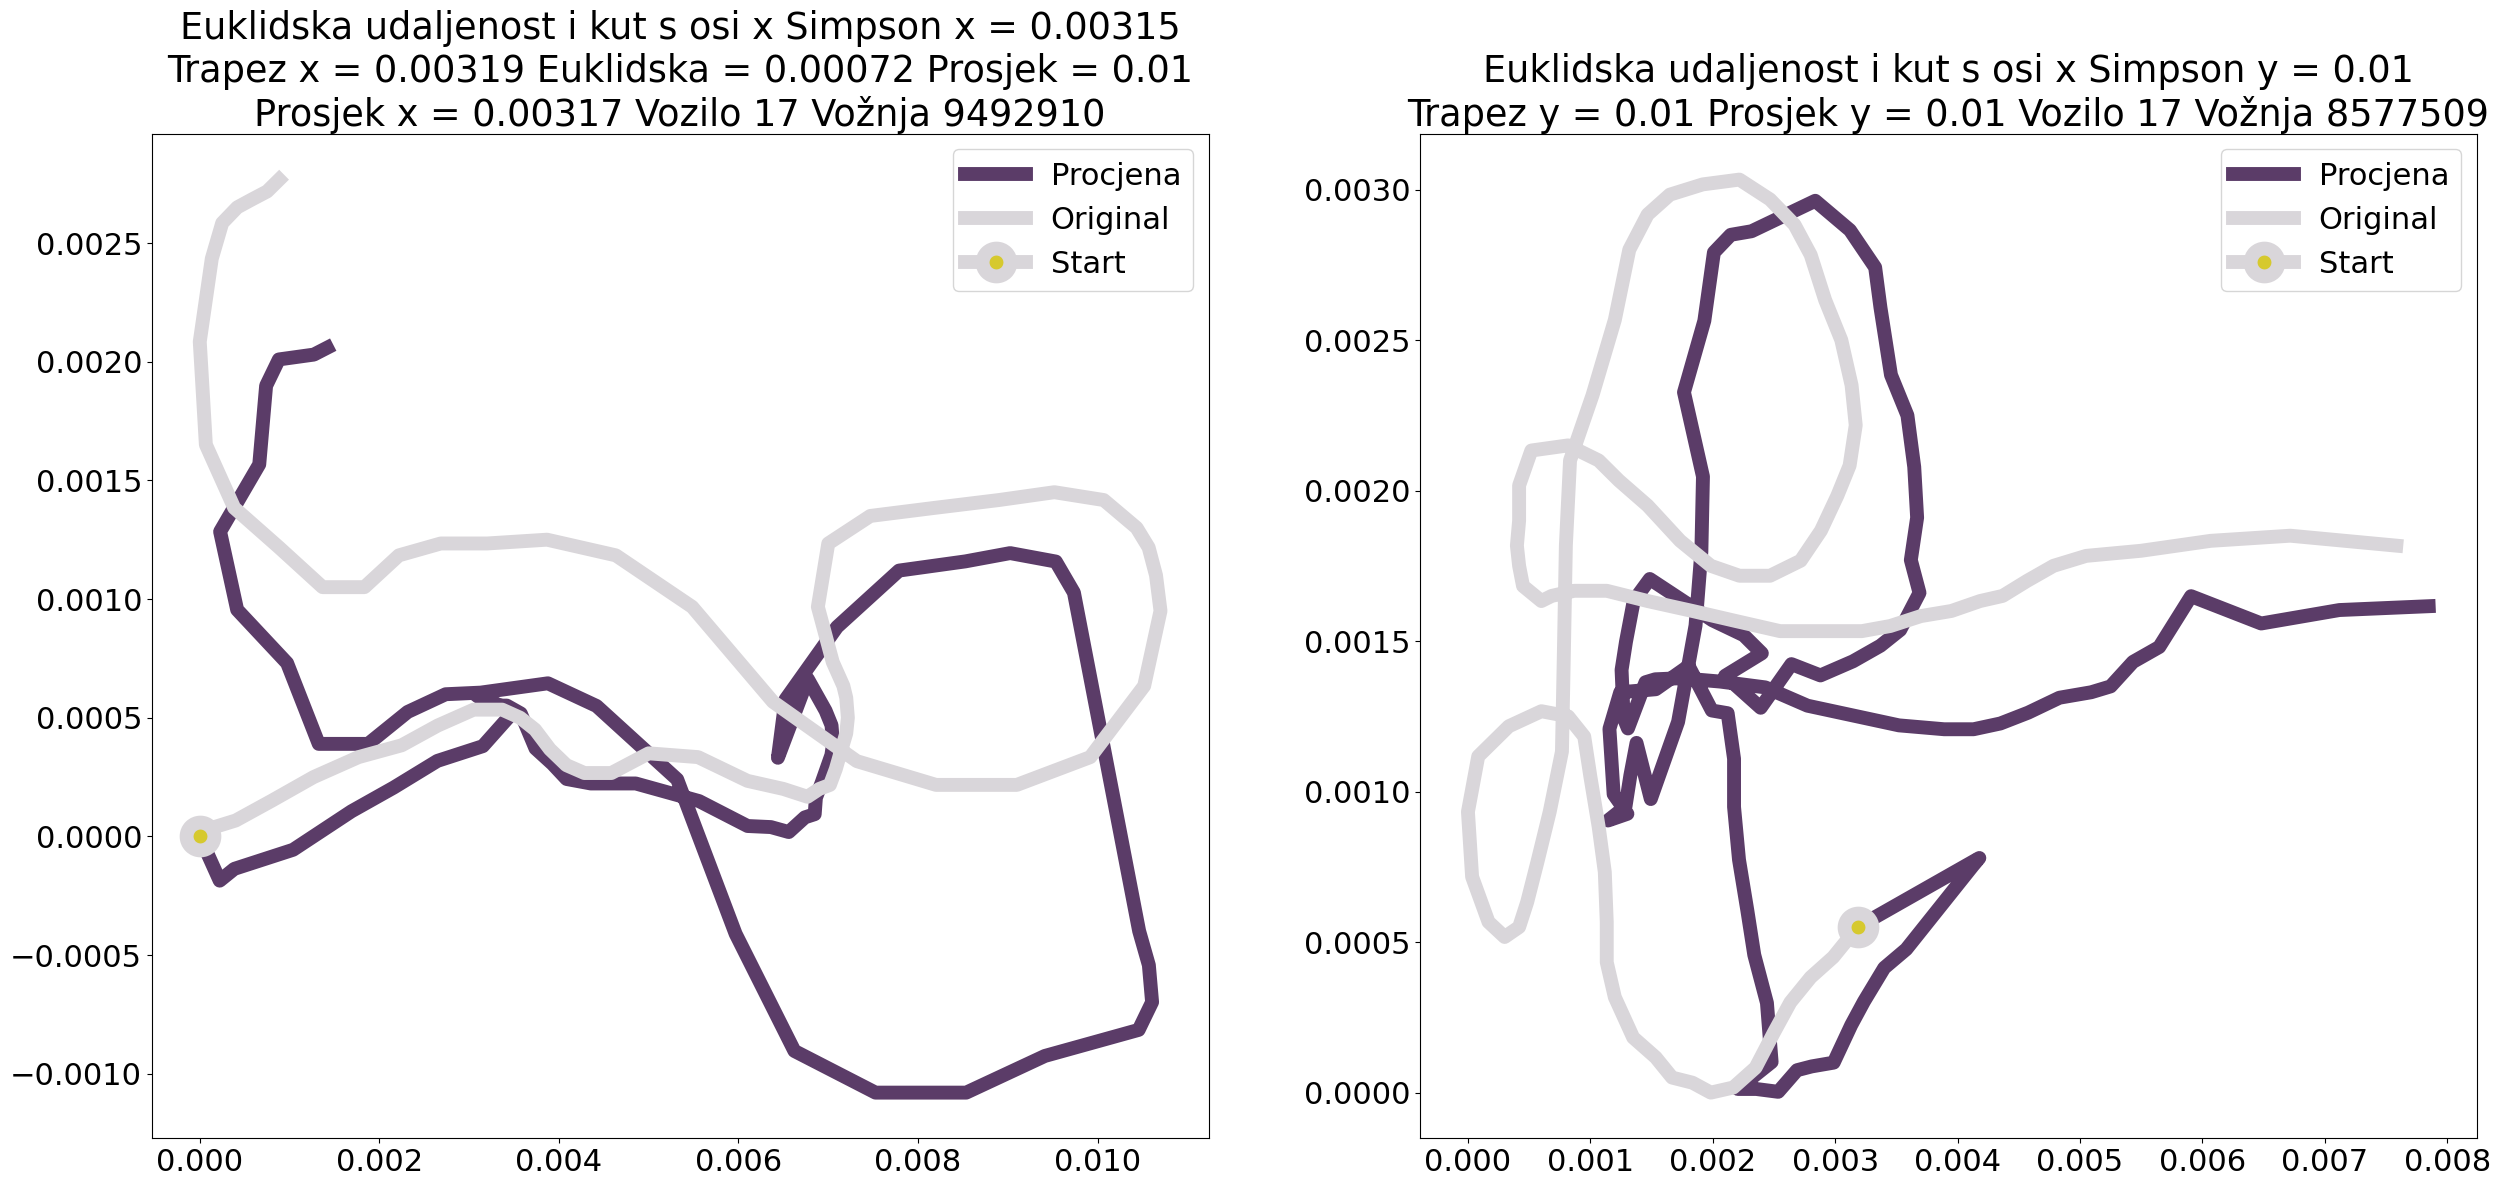 Euklidska udaljenost i kut s osi x Simpson x = 0.00315
Trapez x = 0.00319 Euklidska = 0.00072 Prosjek = 0.01
Prosjek x = 0.00317 Vozilo 17 Vožnja 9492910
Procjena
Original
Start
0.0025
0.0020
0.0015
0.0010
0.0005
0.0000
−0.0005
−0.0010
0.000 0.002 0.004 0.006 0.008 0.010
Euklidska udaljenost i kut s osi x Simpson y = 0.01
Trapez y = 0.01 Prosjek y = 0.01 Vozilo 17 Vožnja 8577509
Procjena
Original
Start
0.0030
0.0025
0.0020
0.0015
0.0010
0.0005
0.0000
0.000 0.001 0.002 0.003 0.004 0.005 0.006 0.007 0.008